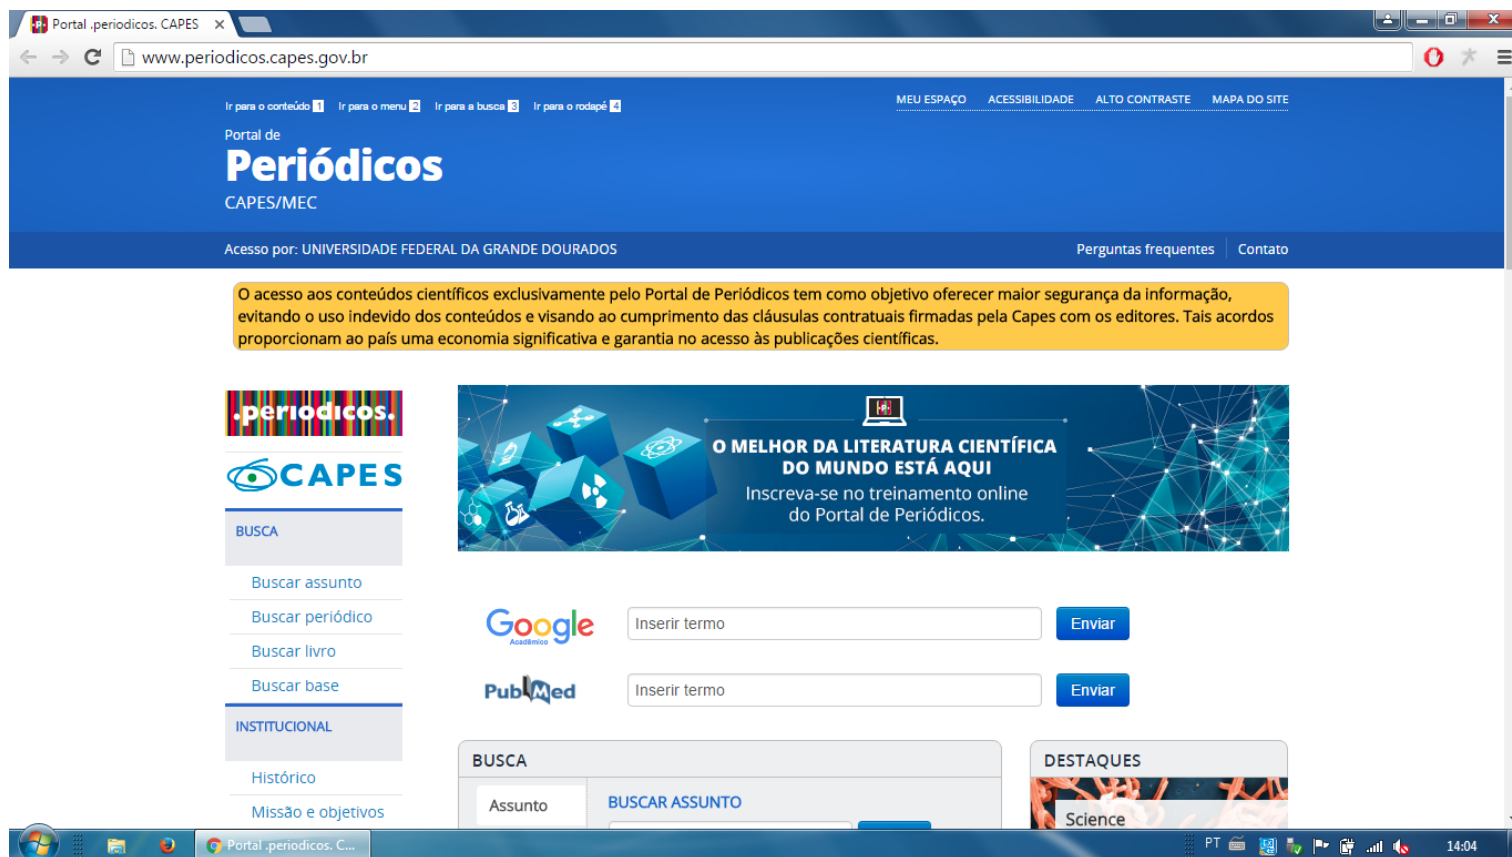 Portal .periodicos. CAPES
www.periodicos.capes.gov.br
Ir para o conteúdo 1 Ir para o menu 2 Ir para a busca 3 Ir para o rodapé 4
MEU ESPAÇO ACESSIBILIDADE ALTO CONTRASTE MAPA DO SITE
Portal de
Periódicos
CAPES/MEC
Acesso por: UNIVERSIDADE FEDERAL DA GRANDE DOURADOS
Perguntas frequentes Contato
O acesso aos conteúdos científicos exclusivamente pelo Portal de Periódicos tem como objetivo oferecer maior segurança da informação,
evitando o uso indevido dos conteúdos e visando ao cumprimento das cláusulas contratuais firmadas pela Capes com os editores. Tais acordos
proporcionam ao país uma economia significativa e garantia no acesso às publicações científicas.
.periodicos.
CAPES
BUSCA
Buscar assunto
Buscar periódico
Buscar livro
Buscar base
INSTITUCIONAL
Histórico
Missão e objetivos
.p.
O MELHOR DA LITERATURA CIENTÍFICA
DO MUNDO ESTÁ AQUI
Inscreva-se no treinamento online
do Portal de Periódicos.
Google
Acadêmico
Inserir termo
Enviar
PubMed
Inserir termo
Enviar
BUSCA
Assunto
BUSCAR ASSUNTO
DESTAQUES
Science
Portal .periodicos. C...
PT
14:04